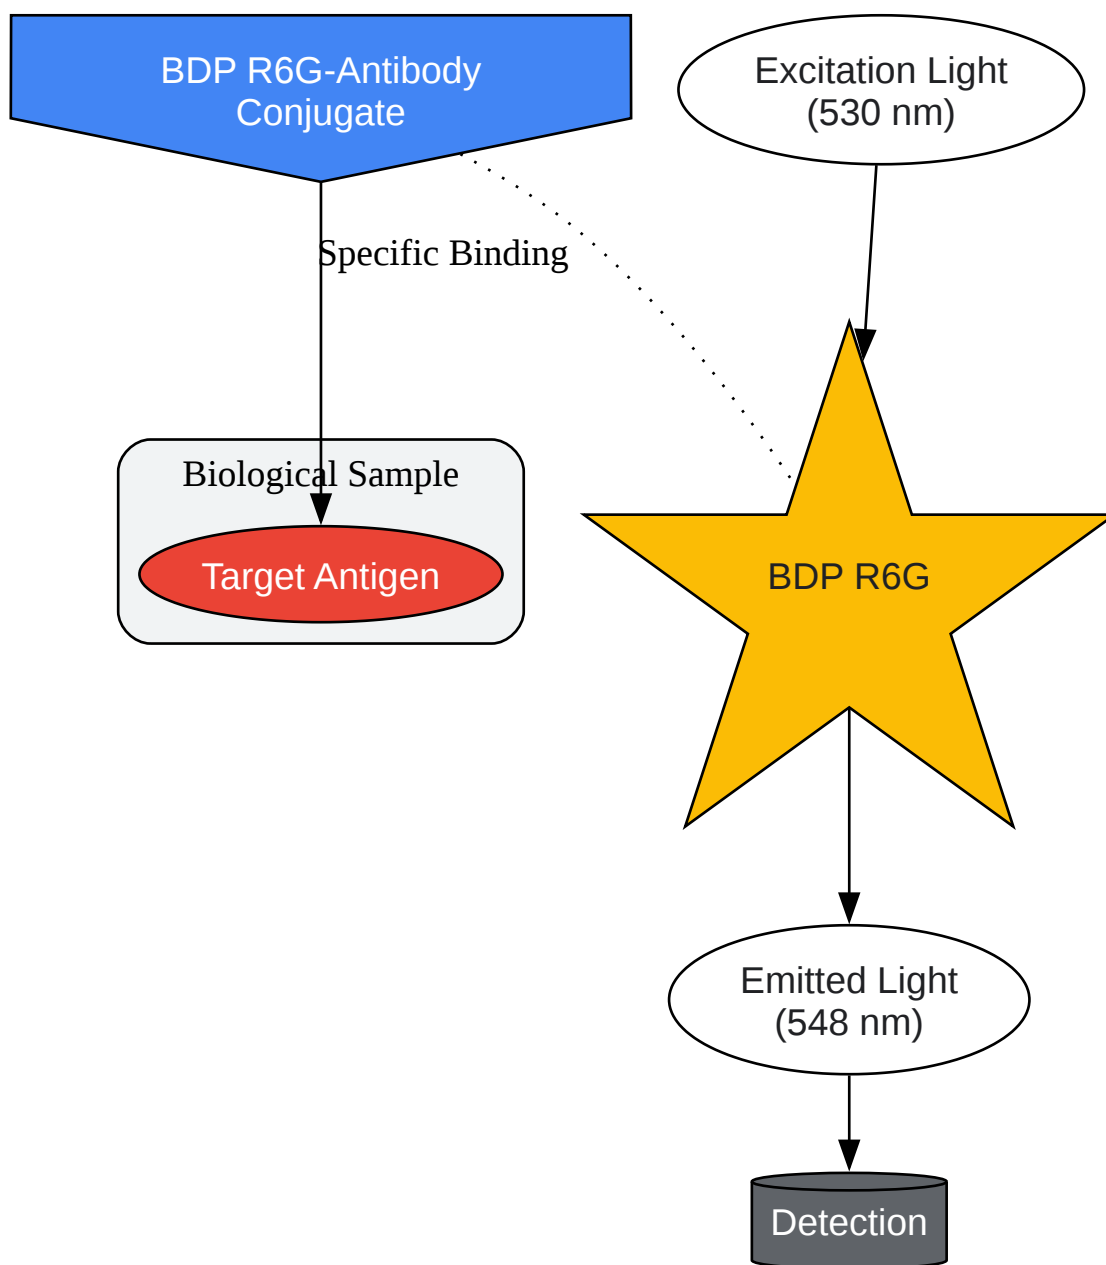 BDP R6G-Antibody
Conjugate
Excitation Light
(530 nm)
Specific Binding
Biological Sample
Target Antigen
BDP R6G
Emitted Light
(548 nm)
Detection